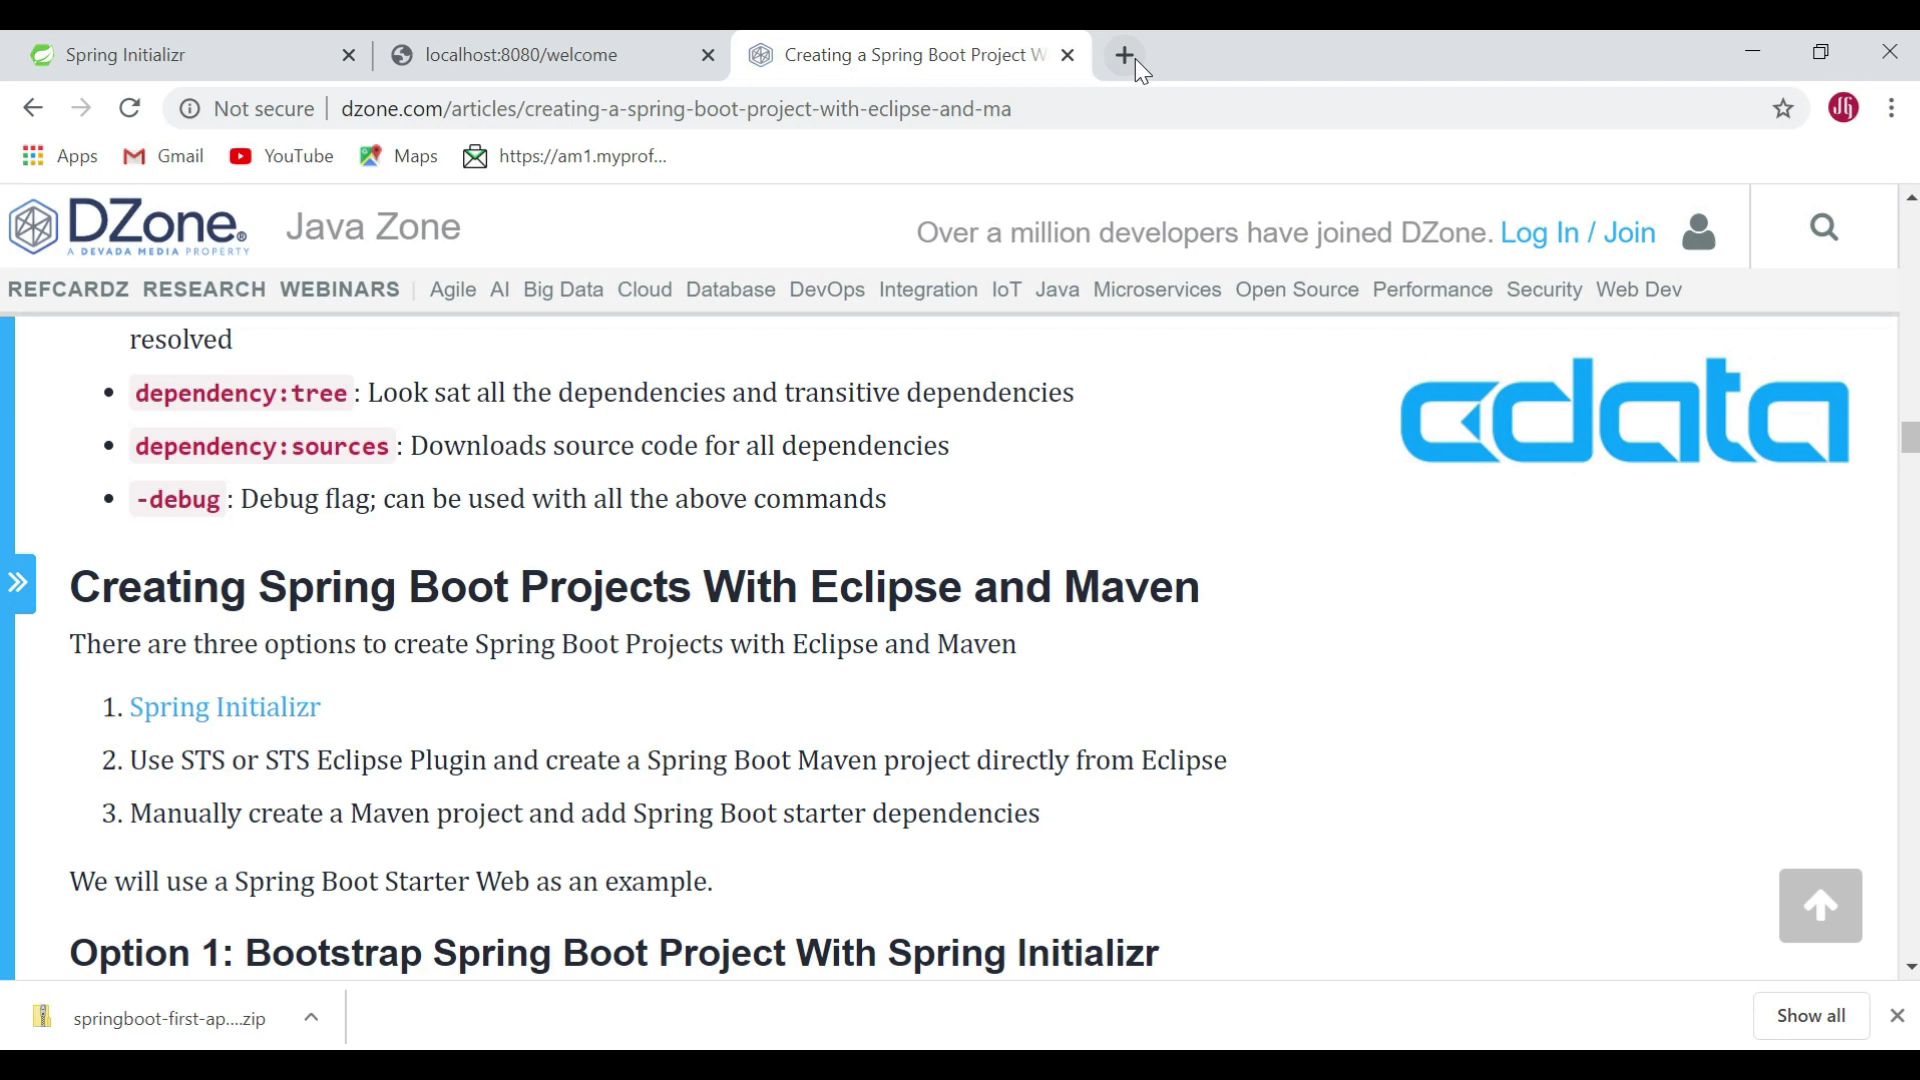 Spring Initializr
localhost:8080/welcome
Creating a Spring Boot Project W
Not secure | dzone.com/articles/creating-a-spring-boot-project-with-eclipse-and-ma
Apps Gmail YouTube Maps https://am1.myprof...
DZone. Java Zone Over a million developers have joined DZone. Log In / Join
A DEVADA MEDIA PROPERTY
REFCARDZ RESEARCH WEBINARS | Agile AI Big Data Cloud Database DevOps Integration IoT Java Microservices Open Source Performance Security Web Dev
resolved
• dependency:tree : Look sat all the dependencies and transitive dependencies
cdata
• dependency:sources : Downloads source code for all dependencies
• -debug : Debug flag; can be used with all the above commands
Creating Spring Boot Projects With Eclipse and Maven
There are three options to create Spring Boot Projects with Eclipse and Maven
1. Spring Initializr
2. Use STS or STS Eclipse Plugin and create a Spring Boot Maven project directly from Eclipse
3. Manually create a Maven project and add Spring Boot starter dependencies
We will use a Spring Boot Starter Web as an example.
Option 1: Bootstrap Spring Boot Project With Spring Initializr
springboot-first-ap....zip
Show all